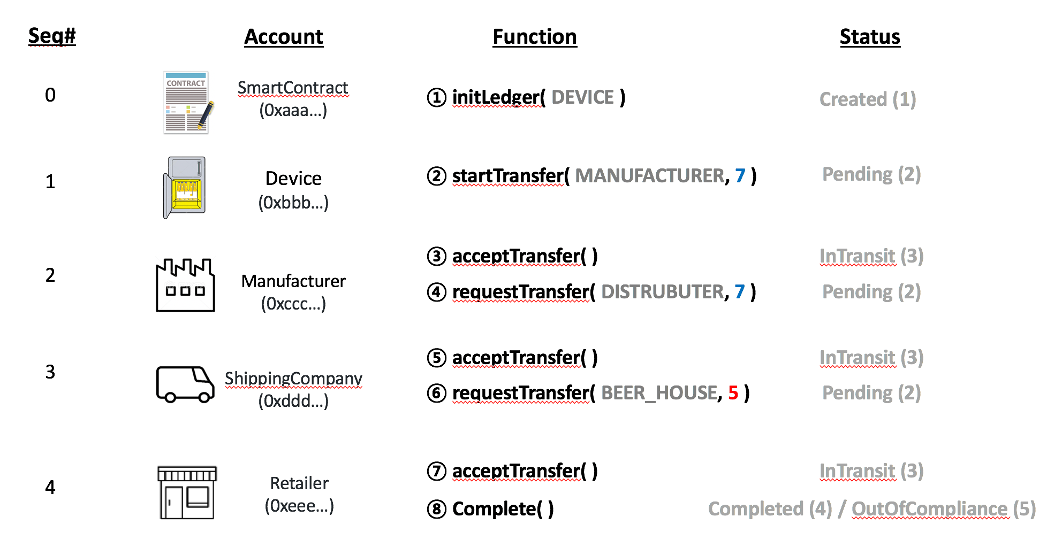 Seq# Account Function Status
0 CONTRACT SmartContract (0xaaa...) ① initLedger( DEVICE ) Created (1)
1 Device (0xbbb...) ② startTransfer( MANUFACTURER, 7 ) Pending (2)
2 Manufacturer (0xccc...) ③ acceptTransfer( ) InTransit (3)
④ requestTransfer( DISTRUBUTER, 7 ) Pending (2)
3 ShippingCompany (0xddd...) ⑤ acceptTransfer( ) InTransit (3)
⑥ requestTransfer( BEER_HOUSE, 5 ) Pending (2)
4 Retailer (0xeee...) ⑦ acceptTransfer( ) InTransit (3)
⑧ Complete( ) Completed (4) / OutOfCompliance (5)